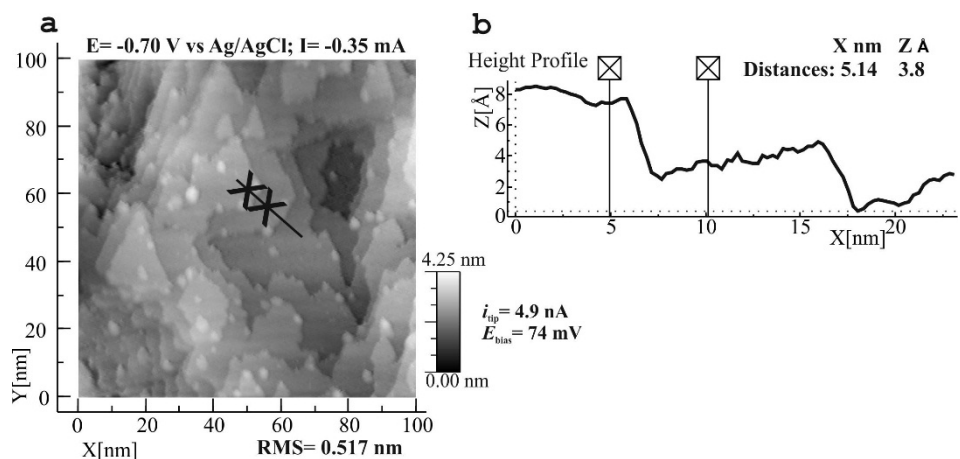 a
E= -0.70 V vs Ag/AgCl; I= -0.35 mA
100
80
60
40
20
0
Y[nm]
0 20 40 60 80 100
X[nm]
RMS= 0.517 nm
4.25 nm
0.00 nm
i_tip= 4.9 nA
E_bias= 74 mV
b
X nm Z Å
Height Profile
Distances: 5.14 3.8
Z[Å]
8
6
4
2
0
0 5 10 15 20
X[nm]